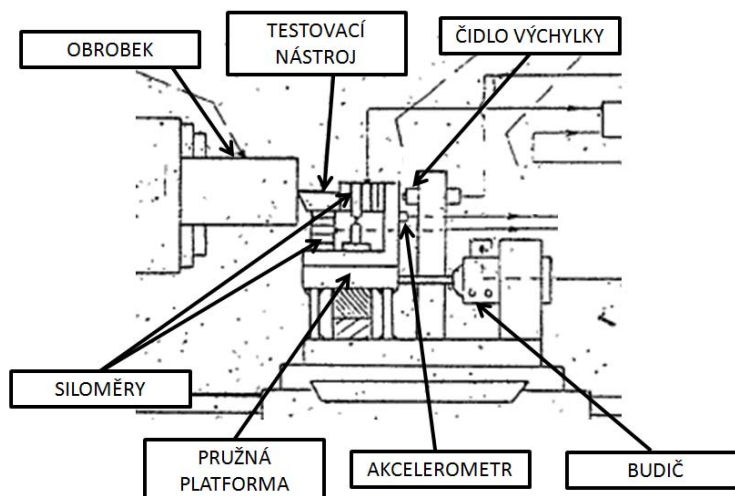 OBROBEK
TESTOVACÍ
NÁSTROJ
ČIDLO VÝCHYLKY
SILOMĚRY
PRUŽNÁ
PLATFORMA
AKCELEROMETR
BUDIČ